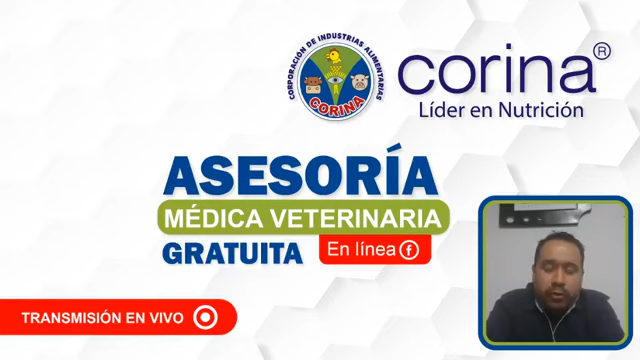 CORPORACIÓN DE INDUSTRIAS ALIMENTARIAS
CORINA
corina®
Líder en Nutrición
ASESORÍA
MÉDICA VETERINARIA
GRATUITA
En línea
TRANSMISIÓN EN VIVO